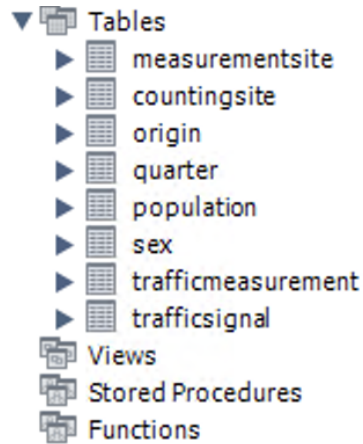 Tables
measurementsite
countingsite
origin
quarter
population
sex
trafficmeasurement
trafficsignal
Views
Stored Procedures
Functions